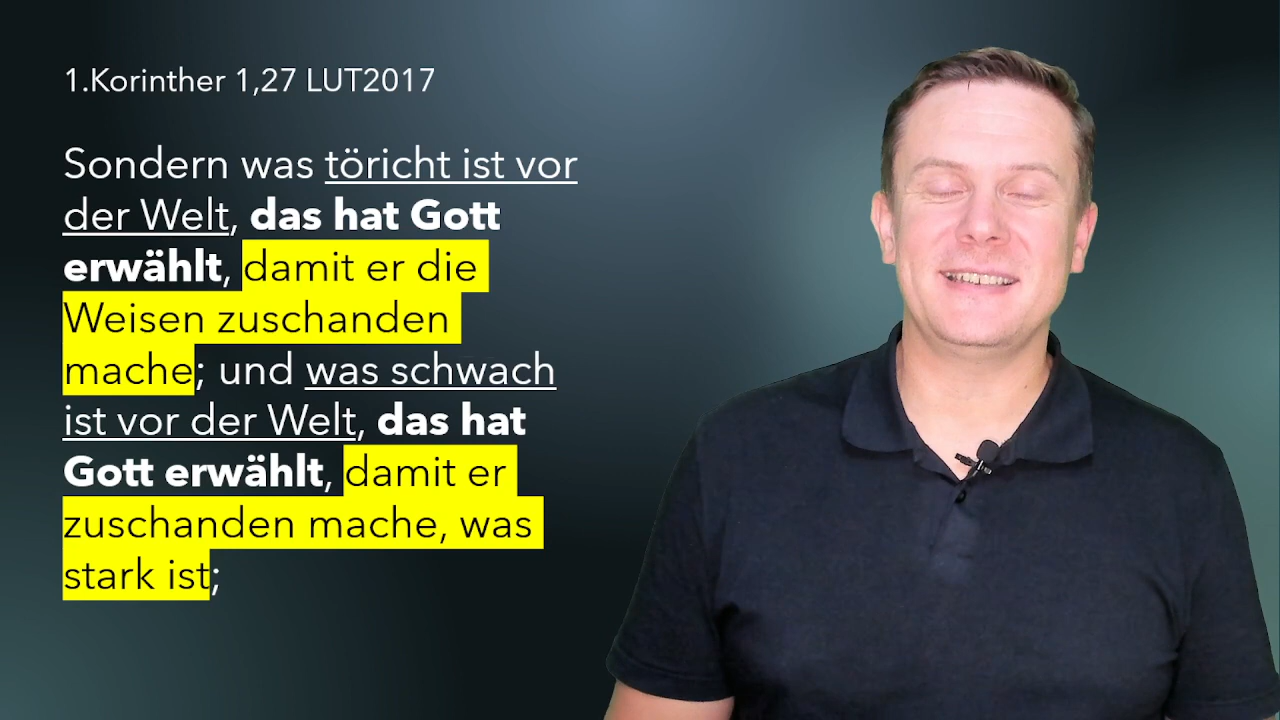 1.Korinther 1,27 LUT2017
Sondern was töricht ist vor
der Welt, das hat Gott
erwählt, damit er die
Weisen zuschanden
mache; und was schwach
ist vor der Welt, das hat
Gott erwählt, damit er
zuschanden mache, was
stark ist;